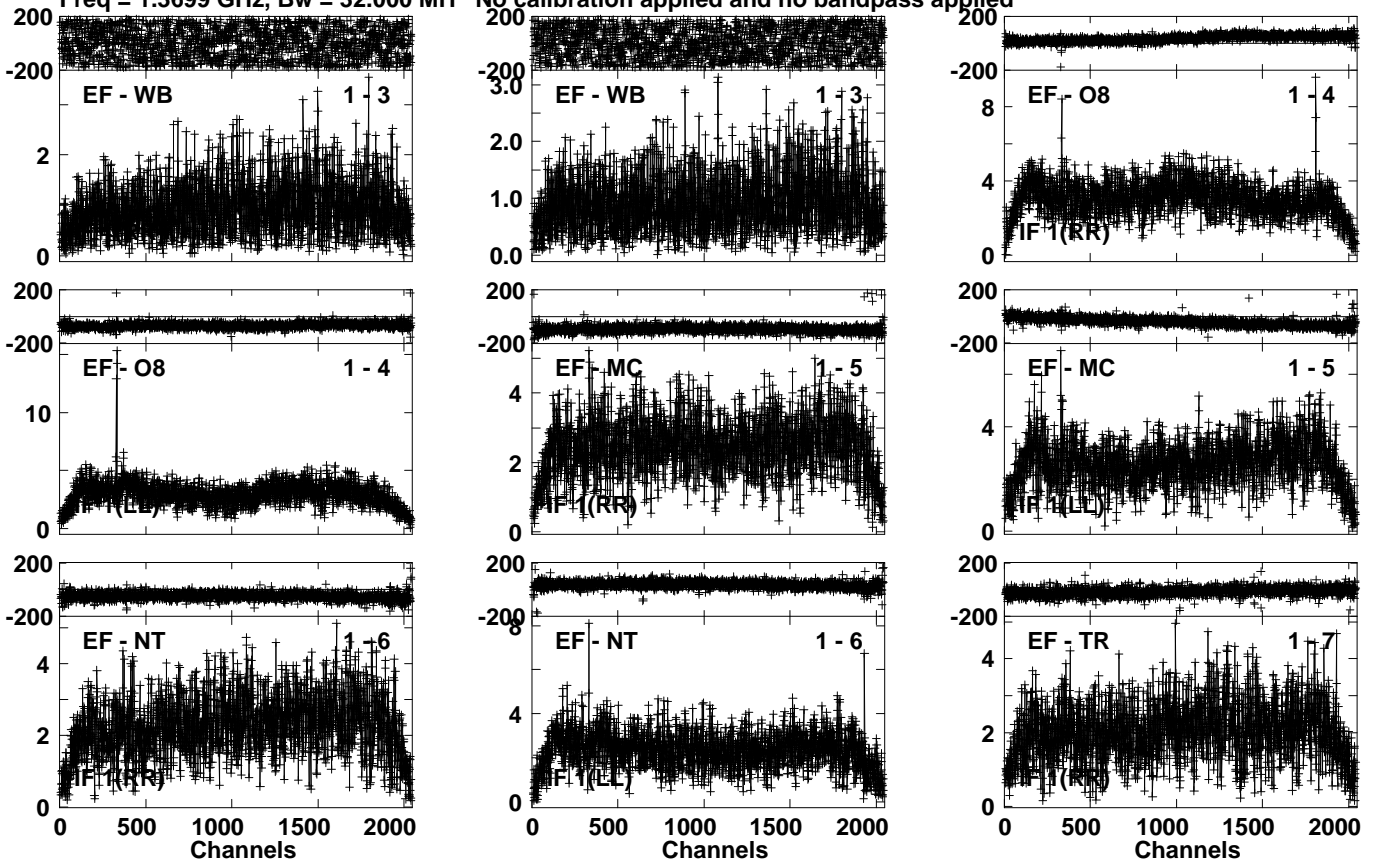 Freq = 1.3699 GHz, Bw = 32.000 MH No calibration applied and no bandpass applied
200
-200
EF - WB 1 - 3
2
0
200
-200
EF - WB 1 - 3
3.0
2.0
1.0
0.0
200
-200
EF - O8 1 - 4
8
4
0
IF 1(RR)
200
-200
EF - O8 1 - 4
10
0
IF 1(LL)
200
-200
EF - MC 1 - 5
4
2
0
IF 1(RR)
200
-200
EF - MC 1 - 5
4
0
IF 1(LL)
200
-200
EF - NT 1 - 6
4
2
0
IF 1(RR)
0 500 1000 1500 2000
Channels
200
-200
EF - NT 1 - 6
8
4
0
IF 1(LL)
0 500 1000 1500 2000
Channels
200
-200
EF - TR 1 - 7
4
2
0
IF 1(RR)
0 500 1000 1500 2000
Channels